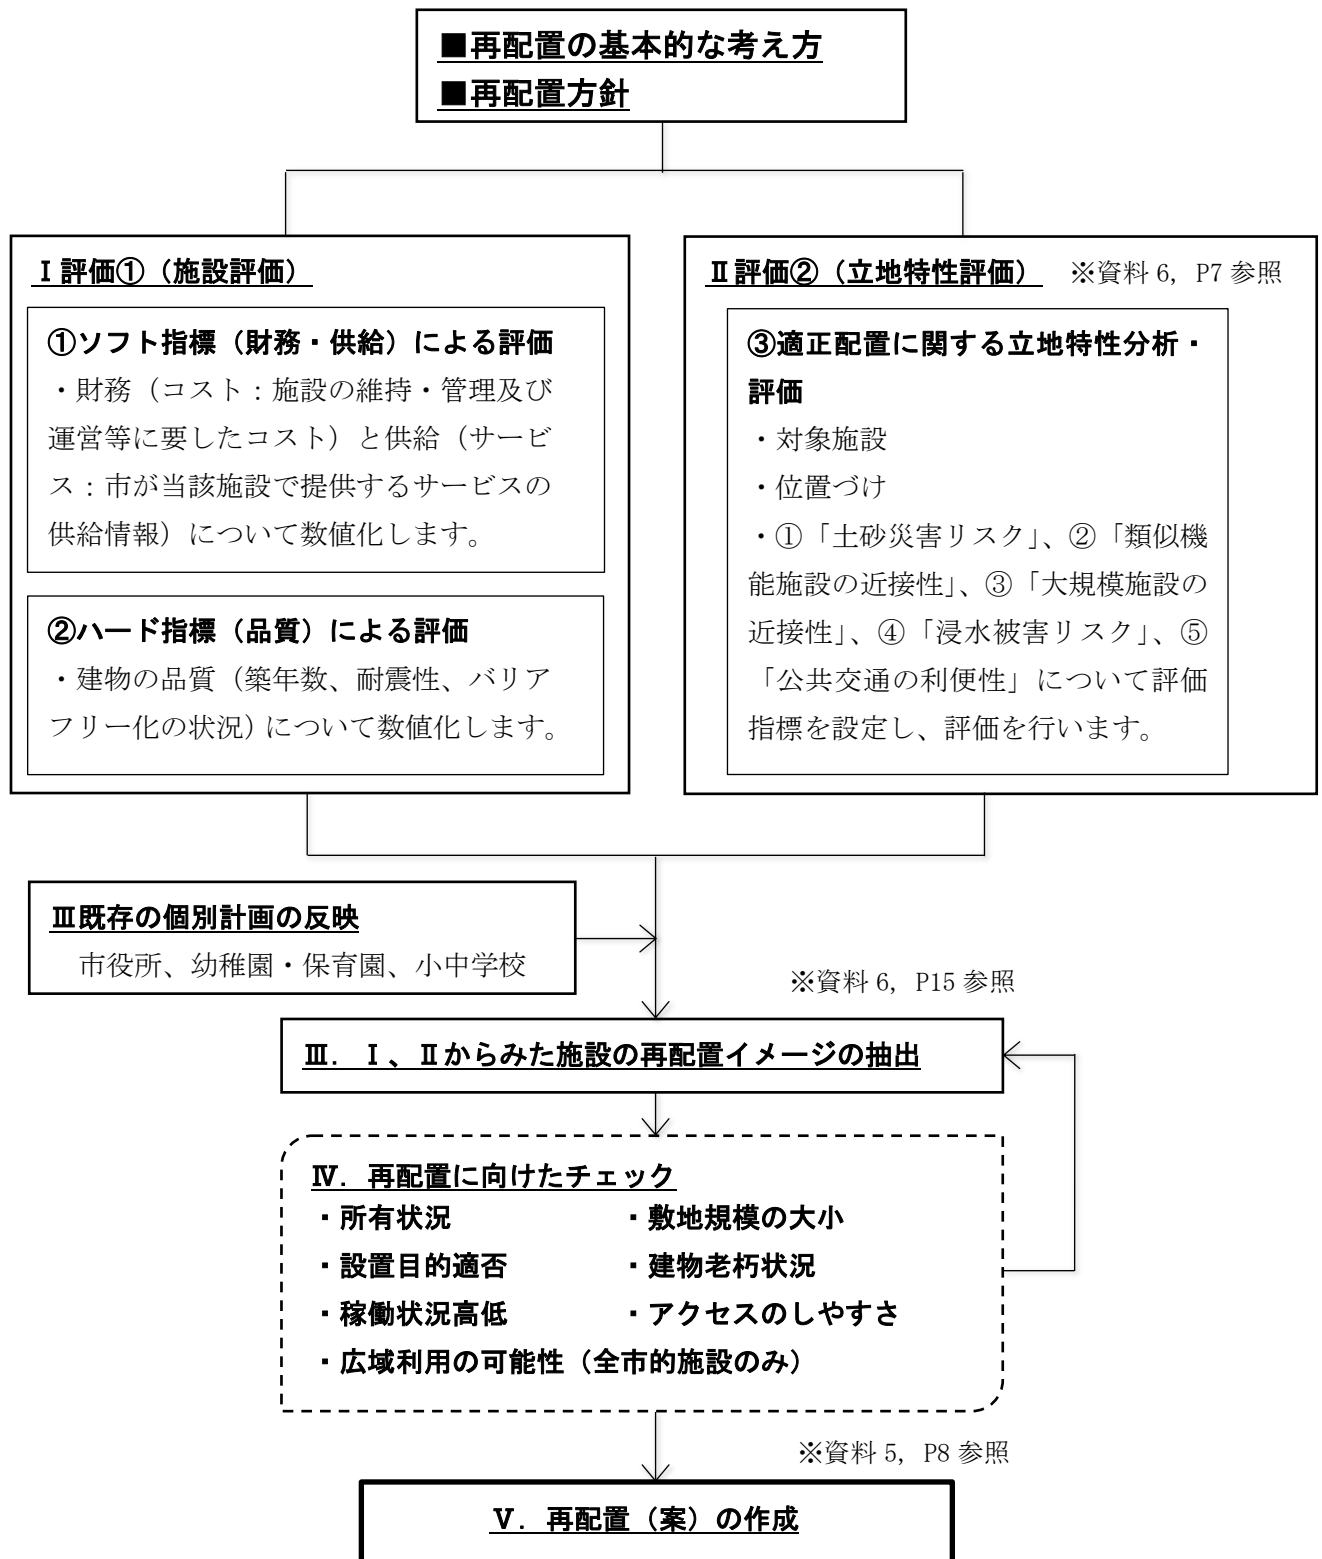 ■再配置の基本的な考え方
■再配置方針
Ⅰ評価①（施設評価）
①ソフト指標（財務・供給）による評価
・財務（コスト：施設の維持・管理及び
運営等に要したコスト）と供給（サービ
ス：市が当該施設で提供するサービスの
供給情報）について数値化します。
②ハード指標（品質）による評価
・建物の品質（築年数、耐震性、バリア
フリー化の状況）について数値化します。
Ⅱ評価②（立地特性評価）　※資料 6, P7 参照
③適正配置に関する立地特性分析・
評価
・対象施設
・位置づけ
・①「土砂災害リスク」、②「類似機
能施設の近接性」、③「大規模施設の
近接性」、④「浸水被害リスク」、⑤
「公共交通の利便性」について評価
指標を設定し、評価を行います。
Ⅲ既存の個別計画の反映
市役所、幼稚園・保育園、小中学校
※資料 6, P15 参照
Ⅲ．Ⅰ、Ⅱからみた施設の再配置イメージの抽出
Ⅳ．再配置に向けたチェック
・所有状況　・敷地規模の大小
・設置目的適否　・建物老朽状況
・稼働状況高低　・アクセスのしやすさ
・広域利用の可能性（全市的施設のみ）
※資料 5, P8 参照
Ⅴ．再配置（案）の作成